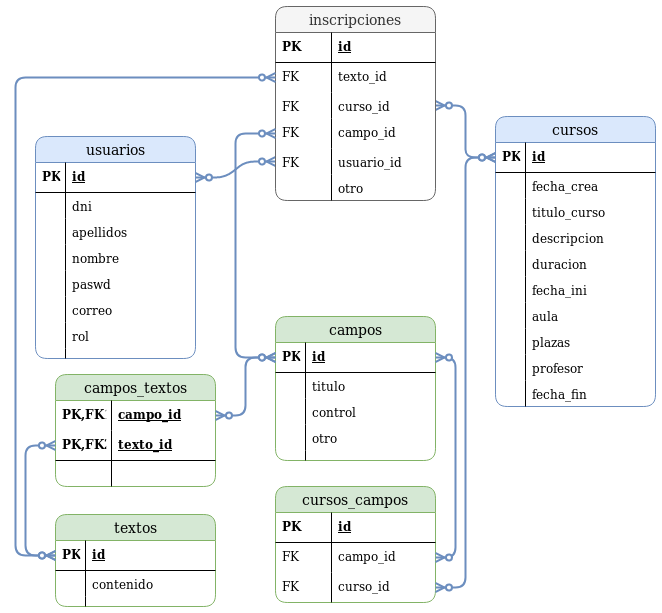 inscripciones
PK id
FK texto_id
FK curso_id
FK campo_id
FK usuario_id
otro
cursos
PK id
fecha_crea
titulo_curso
descripcion
duracion
fecha_ini
aula
plazas
profesor
fecha_fin
usuarios
PK id
dni
apellidos
nombre
paswd
correo
rol
campos
PK id
titulo
control
otro
campos_textos
PK,FK campo_id
PK,FK texto_id
cursos_campos
PK id
FK campo_id
FK curso_id
textos
PK id
contenido